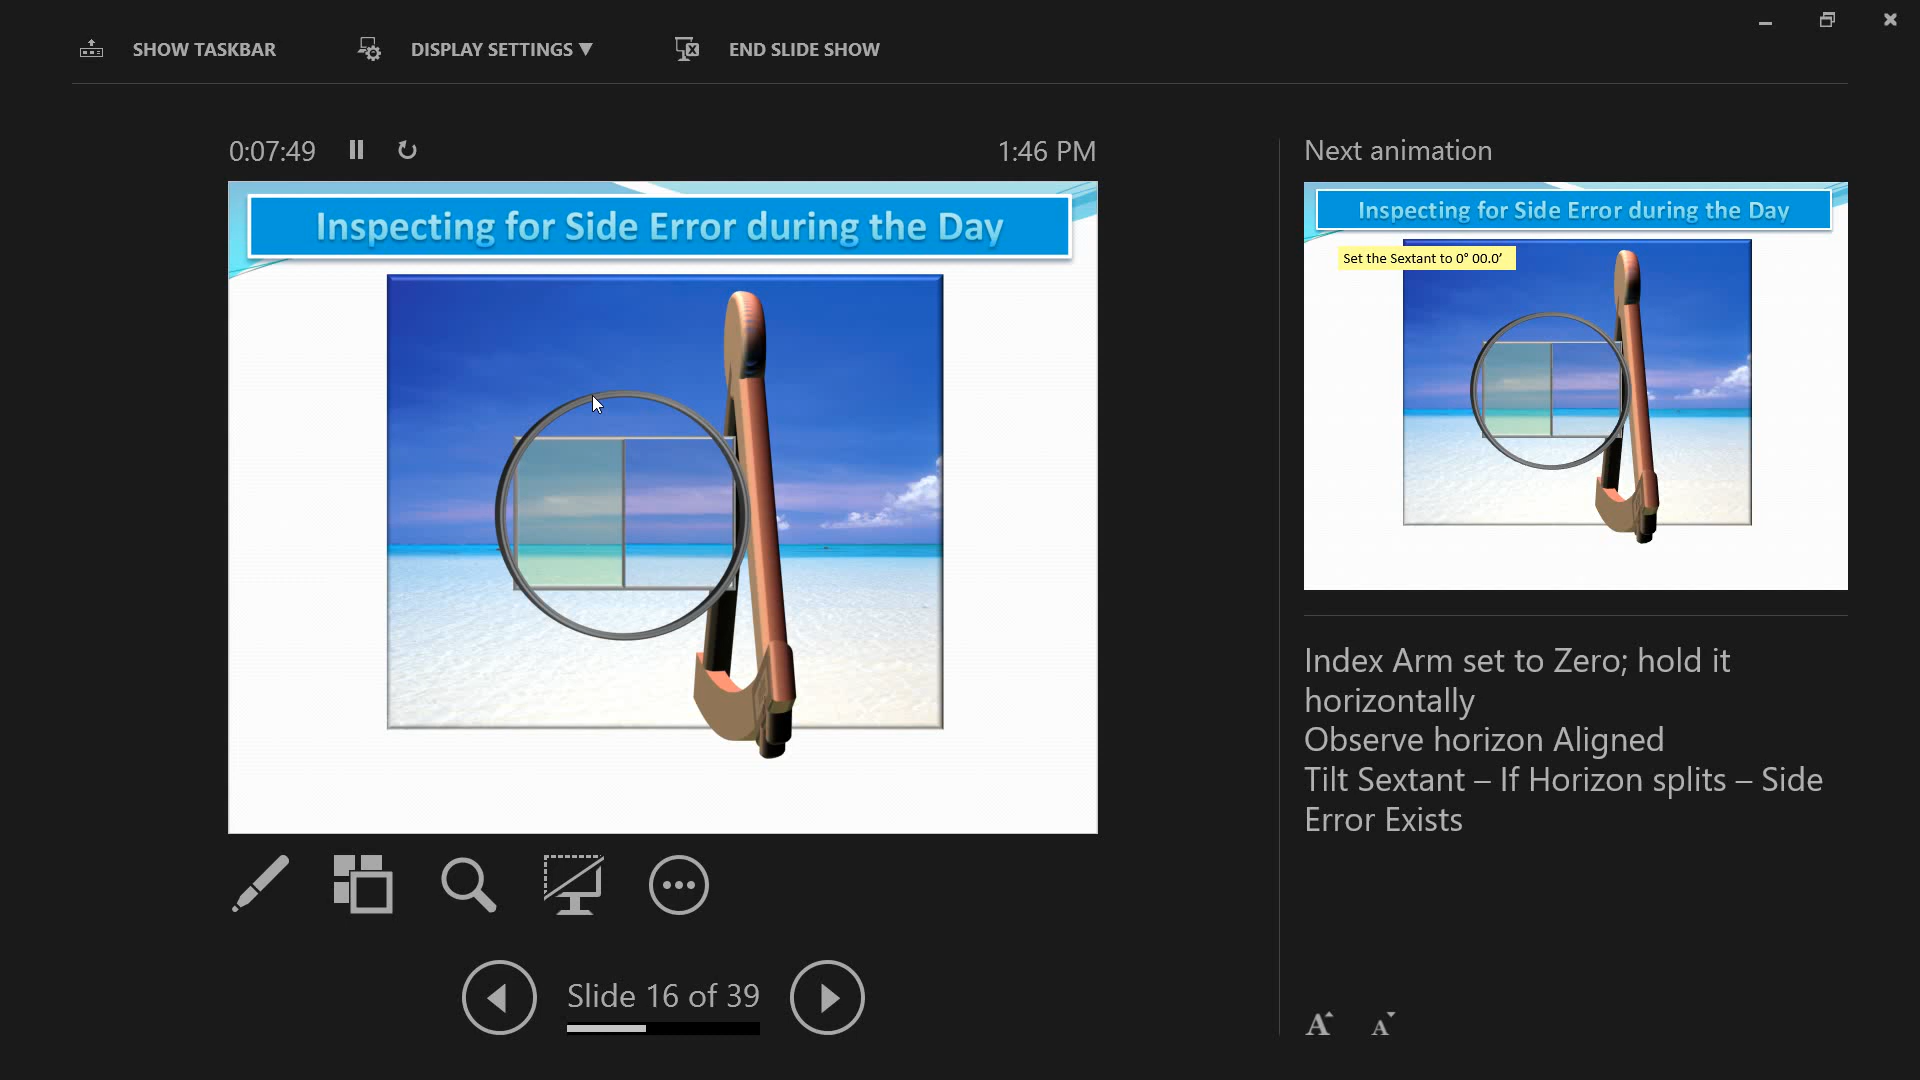 SHOW TASKBAR
DISPLAY SETTINGS ▼
END SLIDE SHOW
0:07:49
1:46 PM
Inspecting for Side Error during the Day
Slide 16 of 39
Next animation
Inspecting for Side Error during the Day
Set the Sextant to 0° 00.0’
Index Arm set to Zero; hold it
horizontally
Observe horizon Aligned
Tilt Sextant – If Horizon splits – Side
Error Exists
A A